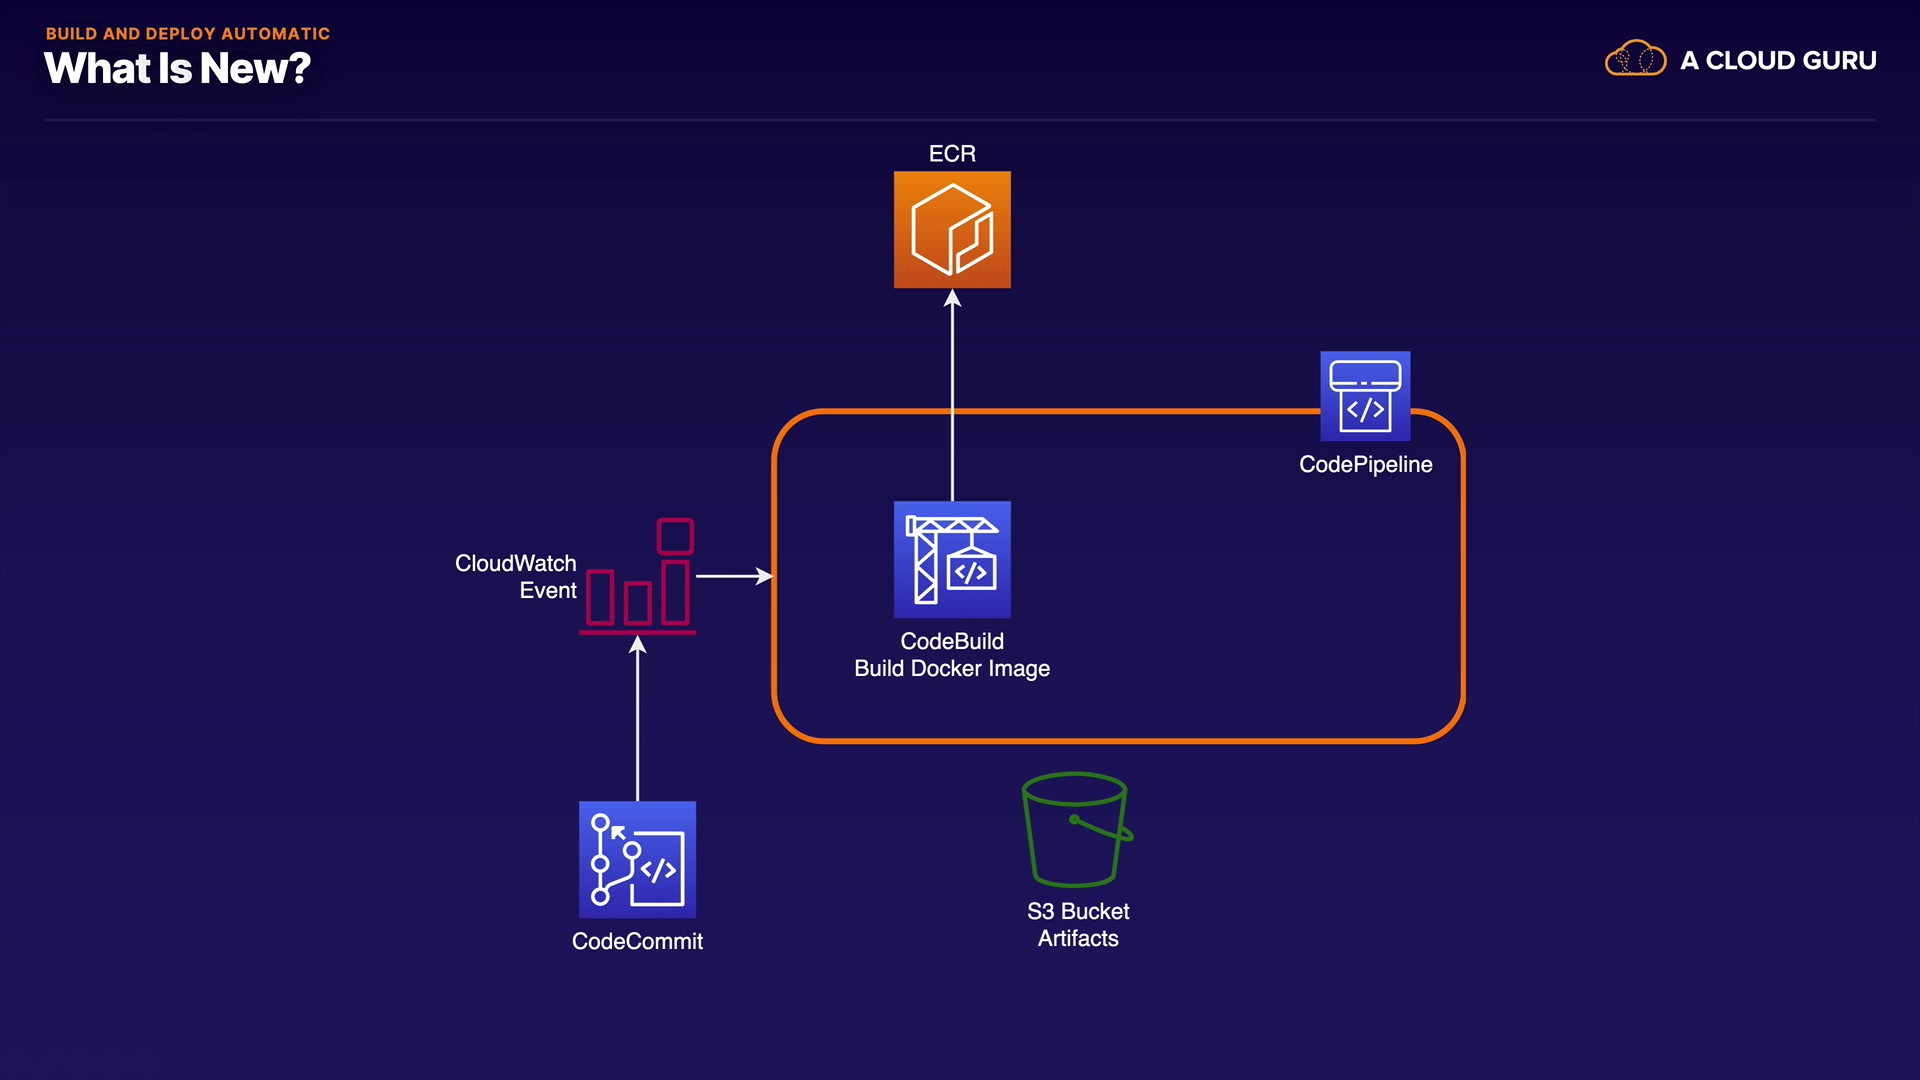 BUILD AND DEPLOY AUTOMATIC
What Is New?
A CLOUD GURU
ECR
CodePipeline
CloudWatch
Event
</>
</>
CodeBuild
Build Docker Image
</>
CodeCommit
S3 Bucket
Artifacts